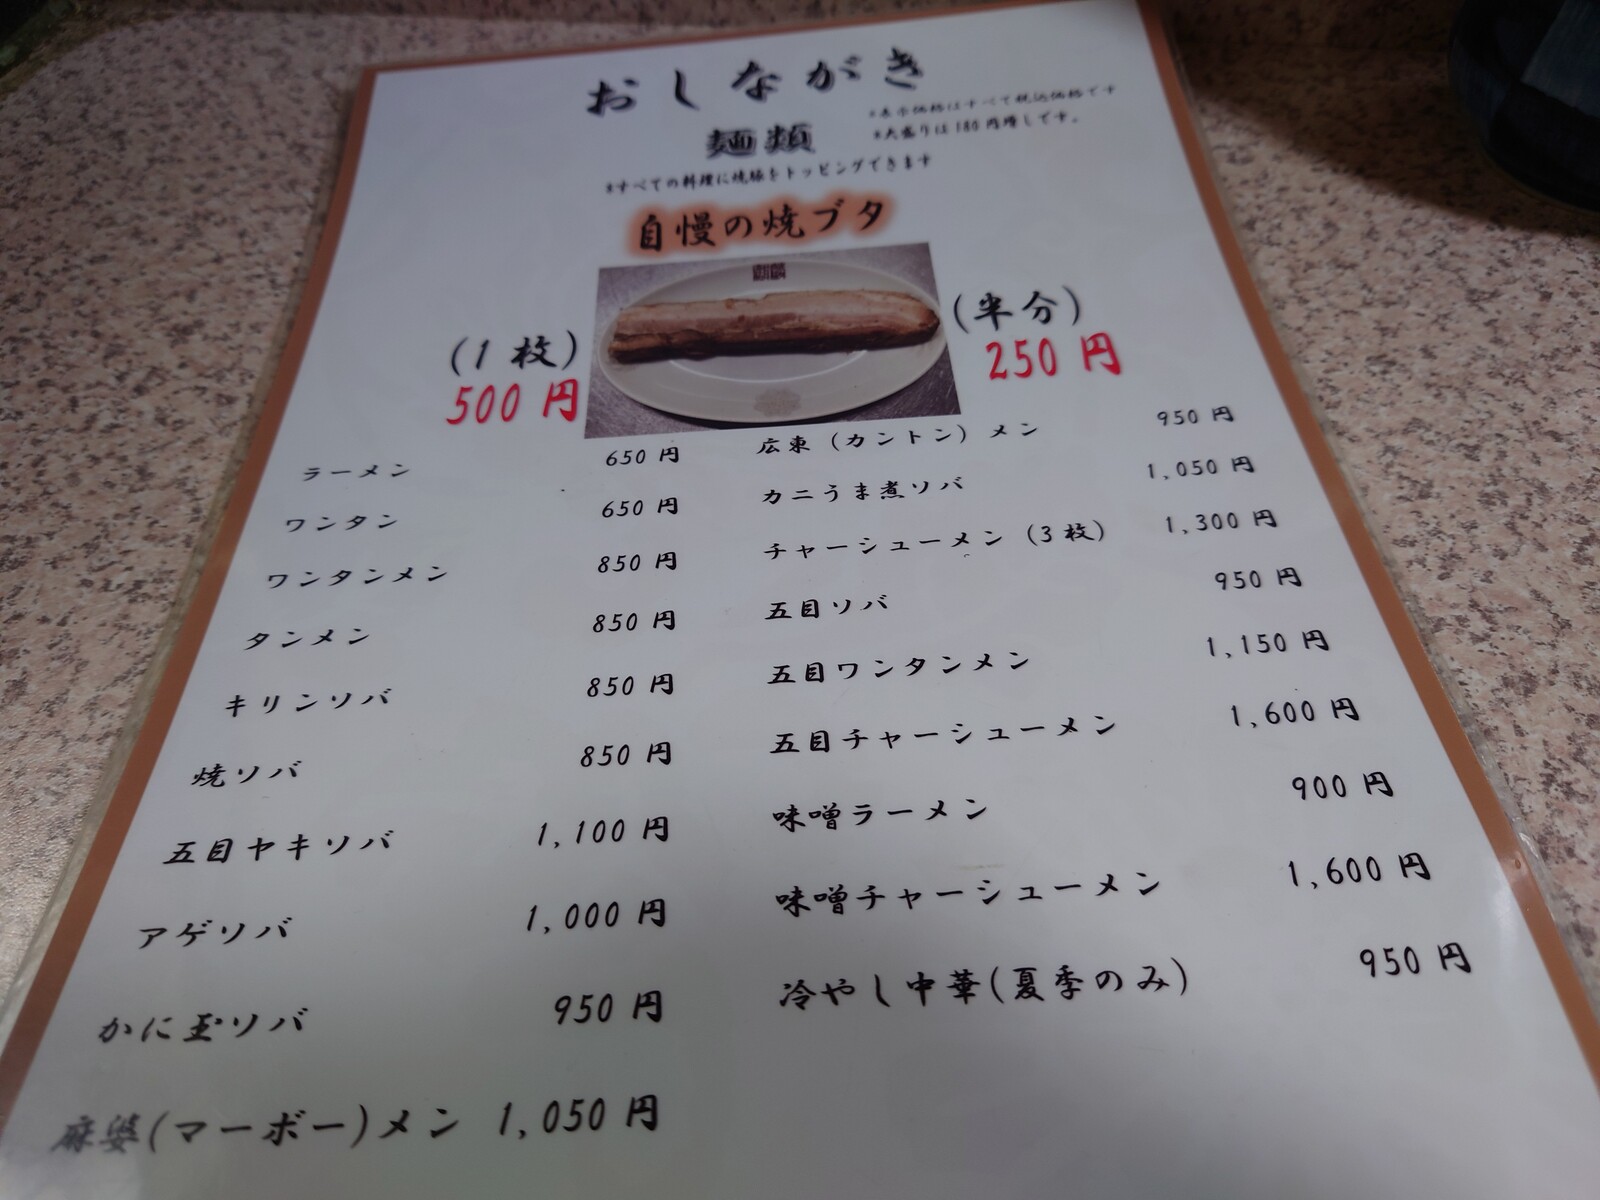 おしながき
麺類
※表示価格はすべて税込価格です
※大盛りは180円増しです。
※すべての料理に焼豚をトッピングできます
自慢の焼ブタ
(1枚)
500円
(半分)
250円
ラーメン 650円
ワンタン 650円
ワンタンメン 850円
タンメン 850円
キリンソバ 850円
焼ソバ 850円
五目ヤキソバ 1,100円
アゲソバ 1,000円
かに玉ソバ 950円
麻婆(マーボー)メン 1,050円
広東(カントン)メン 950円
カニうま煮ソバ 1,050円
チャーシューメン(3枚) 1,300円
五目ソバ 950円
五目ワンタンメン 1,150円
五目チャーシューメン 1,600円
味噌ラーメン 900円
味噌チャーシューメン 1,600円
冷やし中華(夏季のみ) 950円